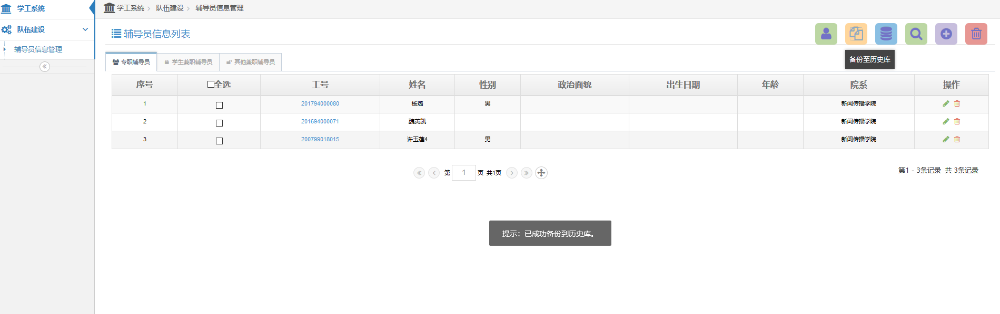 学工系统
队伍建设
辅导员信息管理
学工系统 队伍建设 辅导员信息管理
辅导员信息列表
备份至历史库
专职辅导员 学生兼职辅导员 其他兼职辅导员
序号 全选 工号 姓名 性别 政治面貌 出生日期 年龄 院系 操作
1 201794000080 杨璐 男 新闻传播学院
2 201694000071 魏英凯 新闻传播学院
3 200799018015 许玉莲4 男 新闻传播学院
第 1 页 共1页
第1 - 3条记录 共 3条记录
提示：已成功备份到历史库。